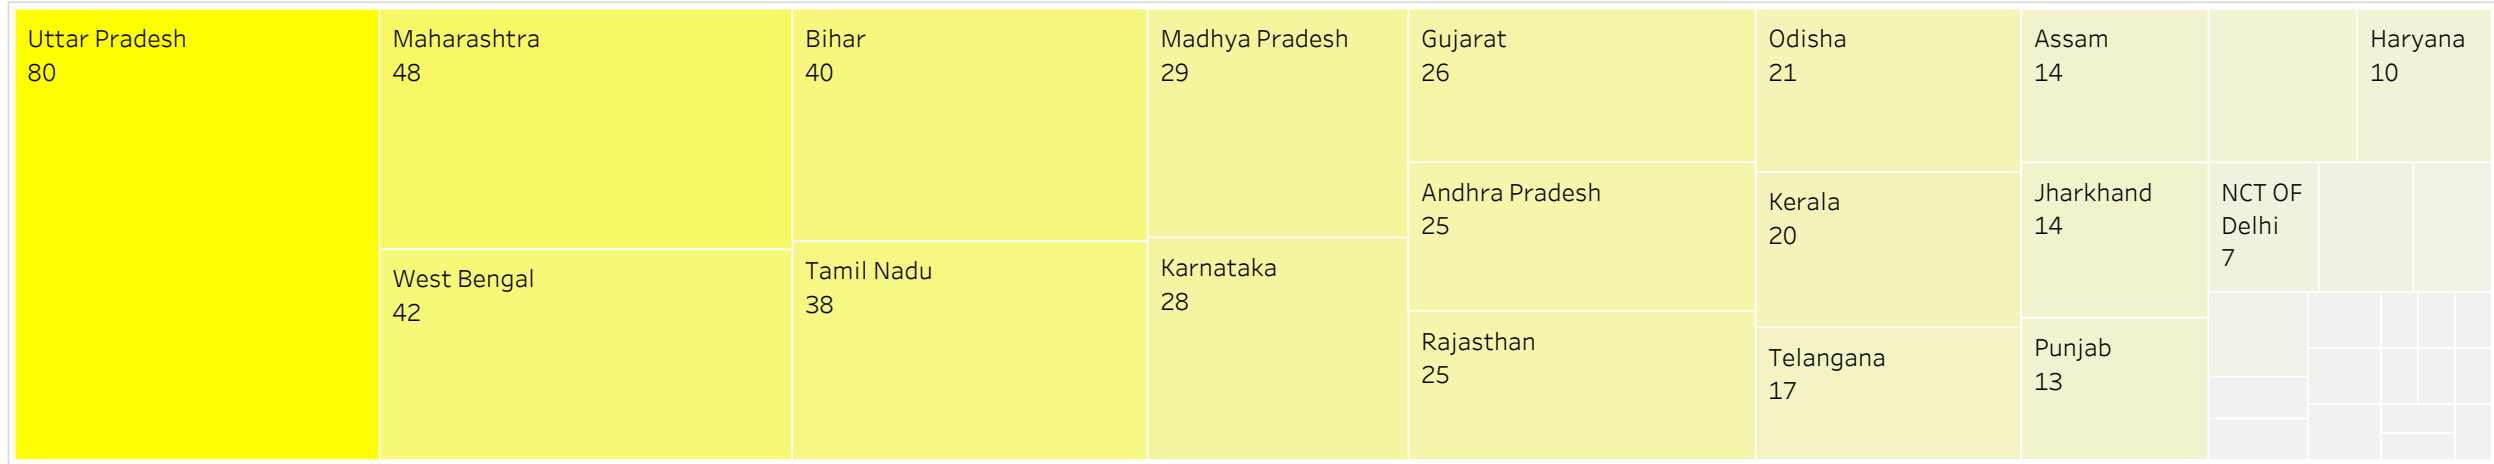 Uttar Pradesh
80
Maharashtra
48
West Bengal
42
Bihar
40
Tamil Nadu
38
Madhya Pradesh
29
Karnataka
28
Gujarat
26
Andhra Pradesh
25
Rajasthan
25
Odisha
21
Kerala
20
Telangana
17
Assam
14
Jharkhand
14
Punjab
13
Haryana
10
NCT OF
Delhi
7